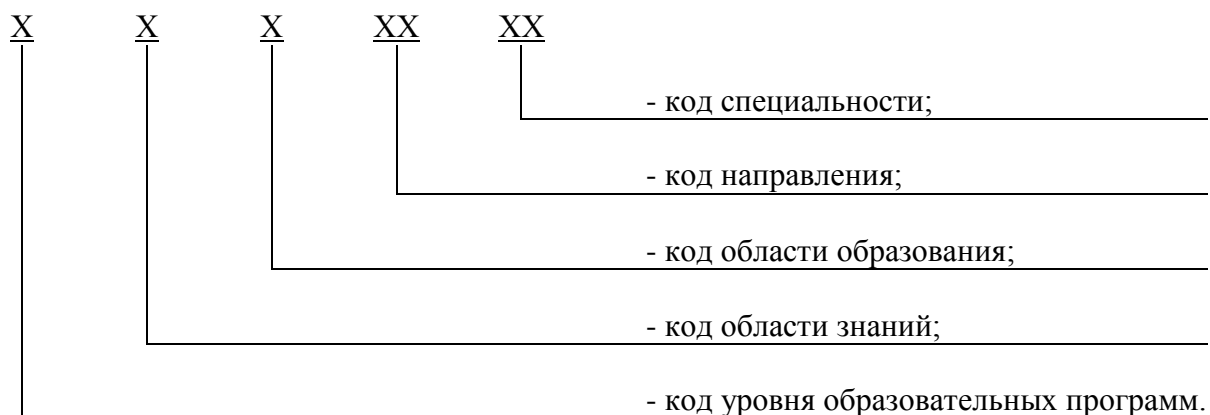 X X X XX XX
- код специальности;
- код направления;
- код области образования;
- код области знаний;
- код уровня образовательных программ.